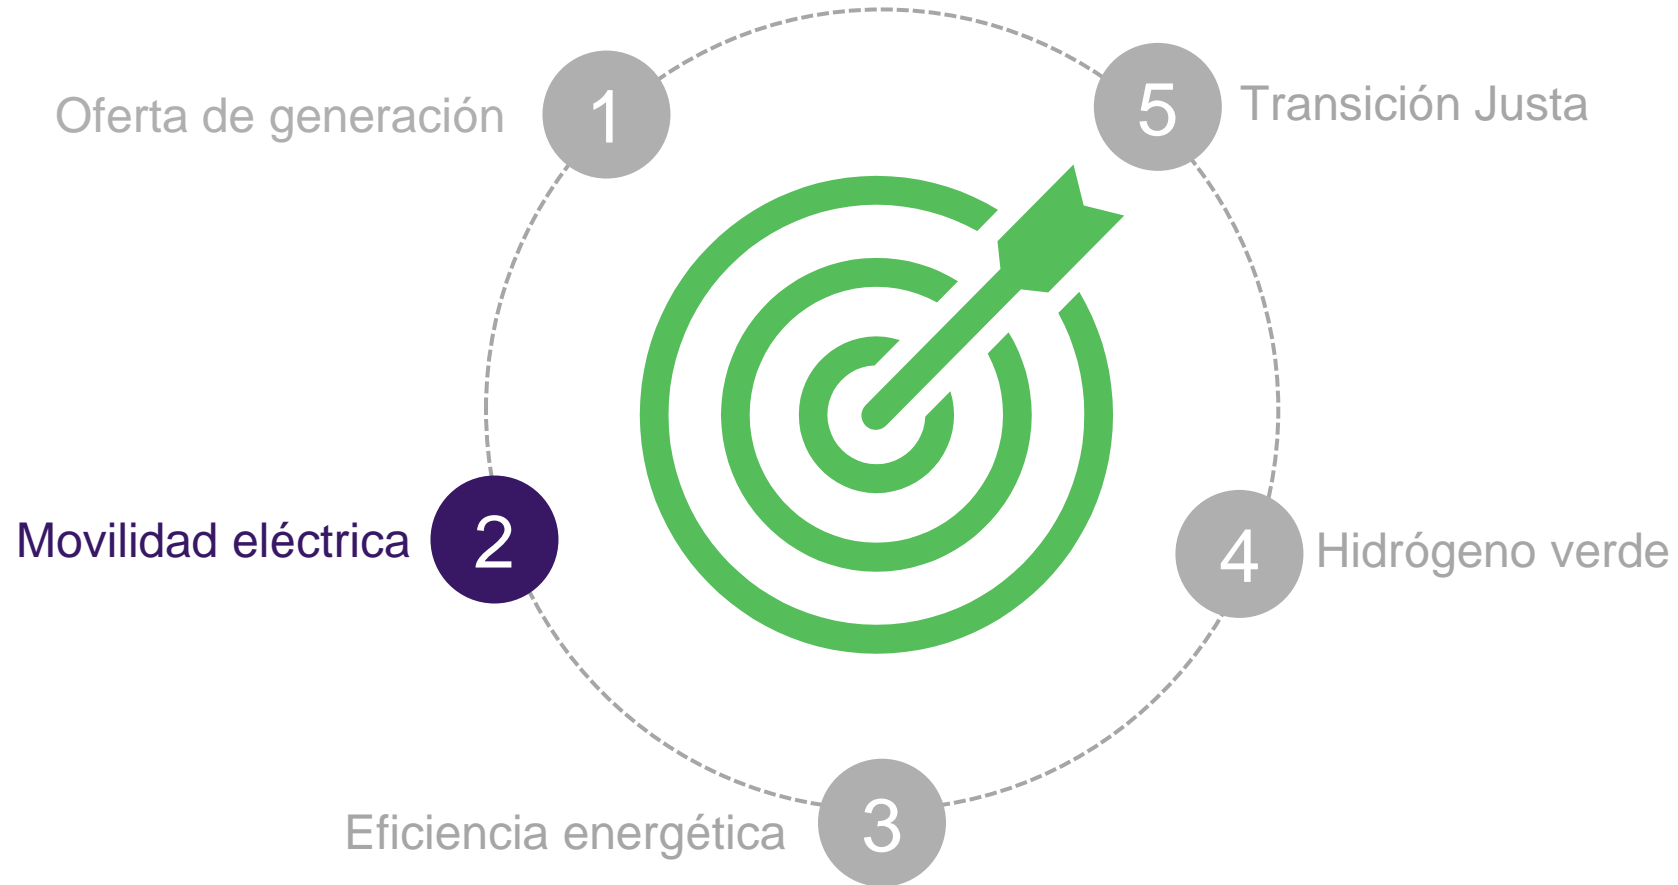 Oferta de generación 1
Movilidad eléctrica 2
Eficiencia energética 3
4 Hidrógeno verde
5 Transición Justa